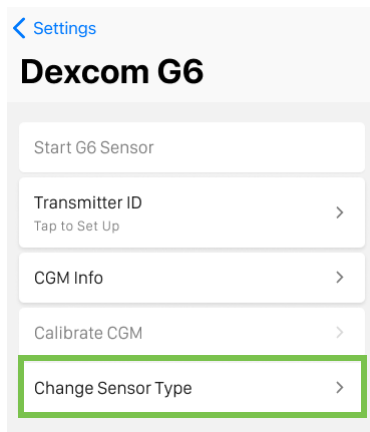 Settings
Dexcom G6
Start G6 Sensor
Transmitter ID
Tap to Set Up
CGM Info
Calibrate CGM
Change Sensor Type